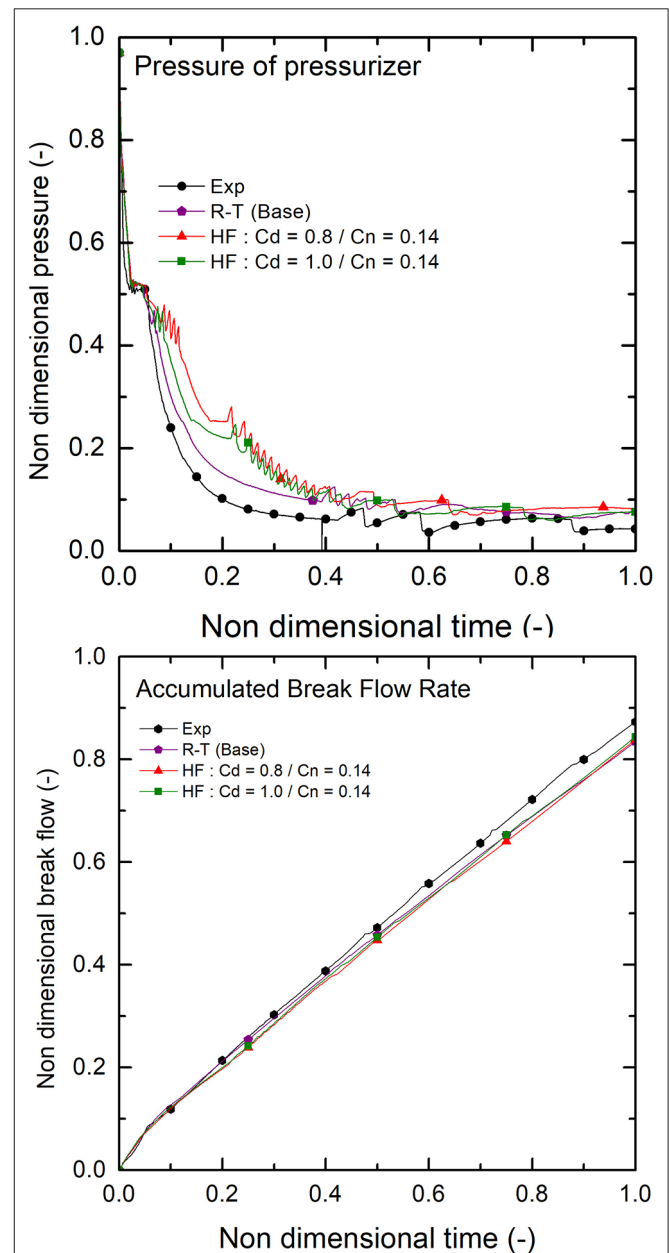 Pressure of pressurizer
Exp
R-T (Base)
HF : Cd = 0.8 / Cn = 0.14
HF : Cd = 1.0 / Cn = 0.14
Non dimensional pressure (-)
1.0
0.8
0.6
0.4
0.2
0.0
0.0 0.2 0.4 0.6 0.8 1.0
Non dimensional time (-)
Accumulated Break Flow Rate
Exp
R-T (Base)
HF : Cd = 0.8 / Cn = 0.14
HF : Cd = 1.0 / Cn = 0.14
Non dimensional break flow (-)
1.0
0.8
0.6
0.4
0.2
0.0
0.0 0.2 0.4 0.6 0.8 1.0
Non dimensional time (-)